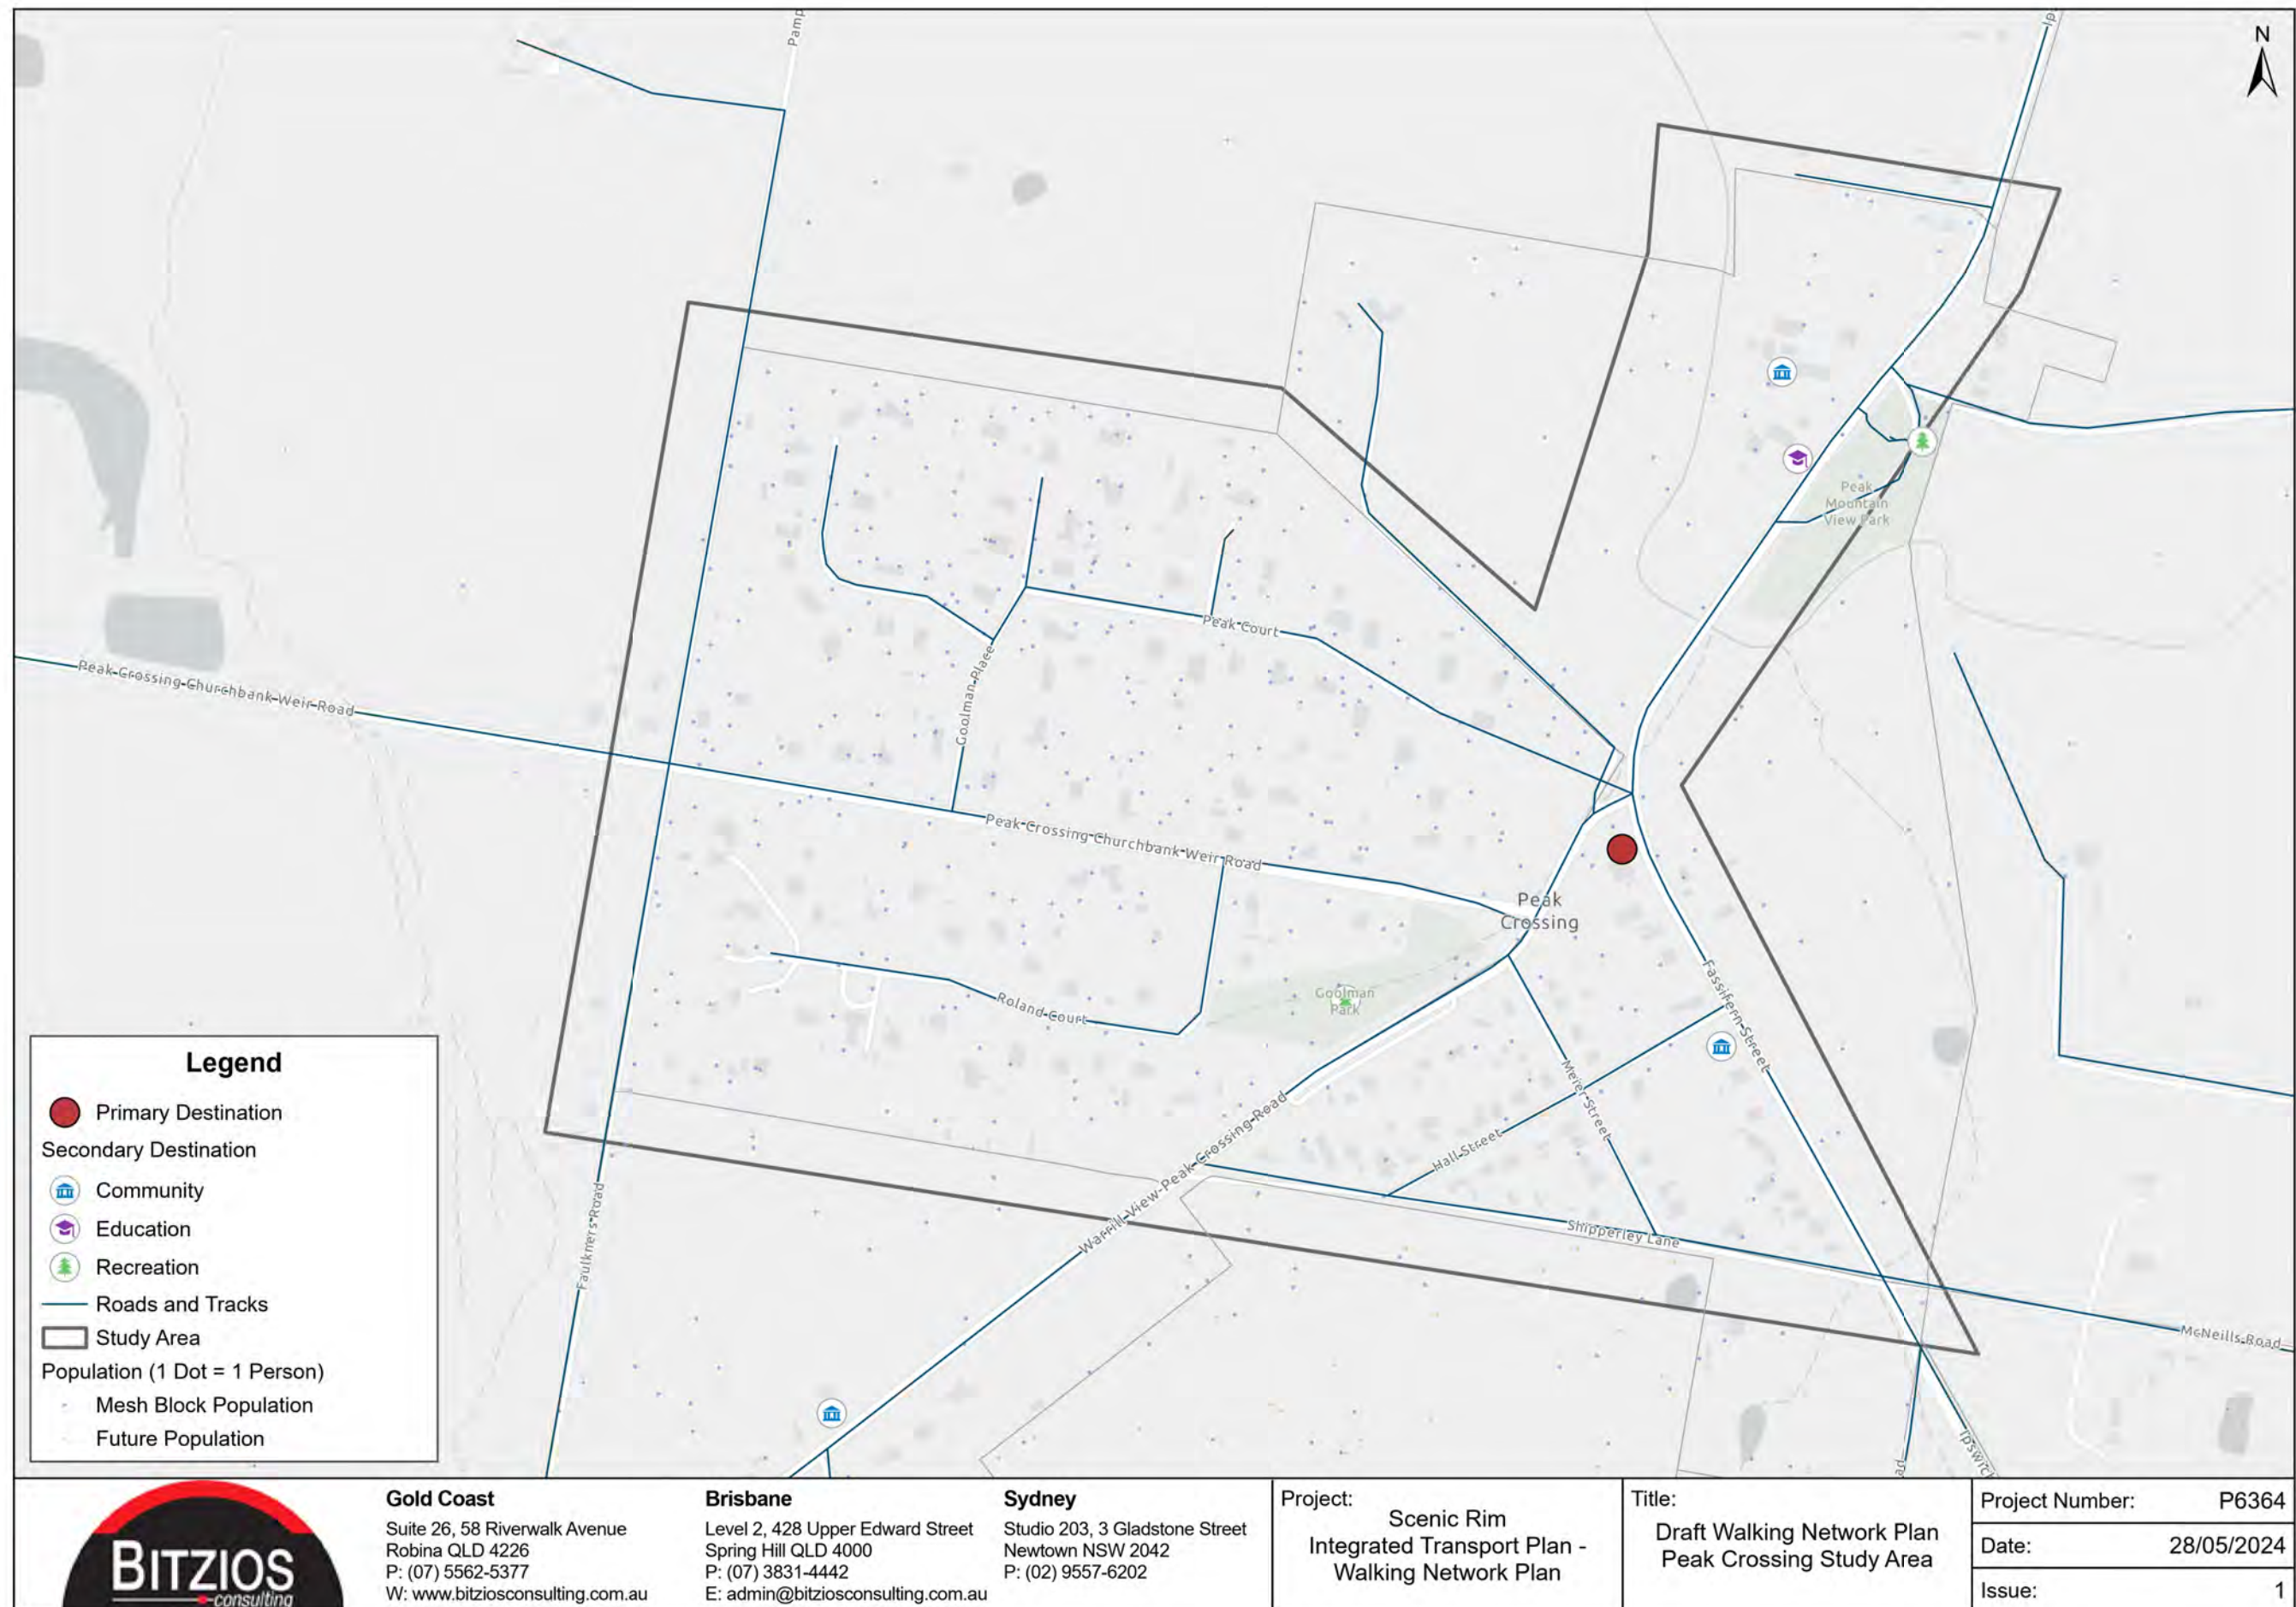 Pamp
Ip
N
Peak
Mountain
View Park
Peak Court
Goolman Place
Peak Crossing Churchbank Weir Road
Peak Crossing Churchbank Weir Road
Peak
Crossing
Goolman
Park
Roland Court
Fassifern Street
Meier Street
Hall Street
Warrill View-Peak Crossing Road
Shipperley Lane
Faulkners Road
McNeills Road
Ipswich
ad
Legend
Primary Destination
Secondary Destination
Community
Education
Recreation
Roads and Tracks
Study Area
Population (1 Dot = 1 Person)
Mesh Block Population
Future Population
BITZIOS
consulting
Gold Coast
Suite 26, 58 Riverwalk Avenue
Robina QLD 4226
P: (07) 5562-5377
W: www.bitziosconsulting.com.au
Brisbane
Level 2, 428 Upper Edward Street
Spring Hill QLD 4000
P: (07) 3831-4442
E: admin@bitziosconsulting.com.au
Sydney
Studio 203, 3 Gladstone Street
Newtown NSW 2042
P: (02) 9557-6202
Project:
Scenic Rim
Integrated Transport Plan -
Walking Network Plan
Title:
Draft Walking Network Plan
Peak Crossing Study Area
Project Number: P6364
Date: 28/05/2024
Issue: 1